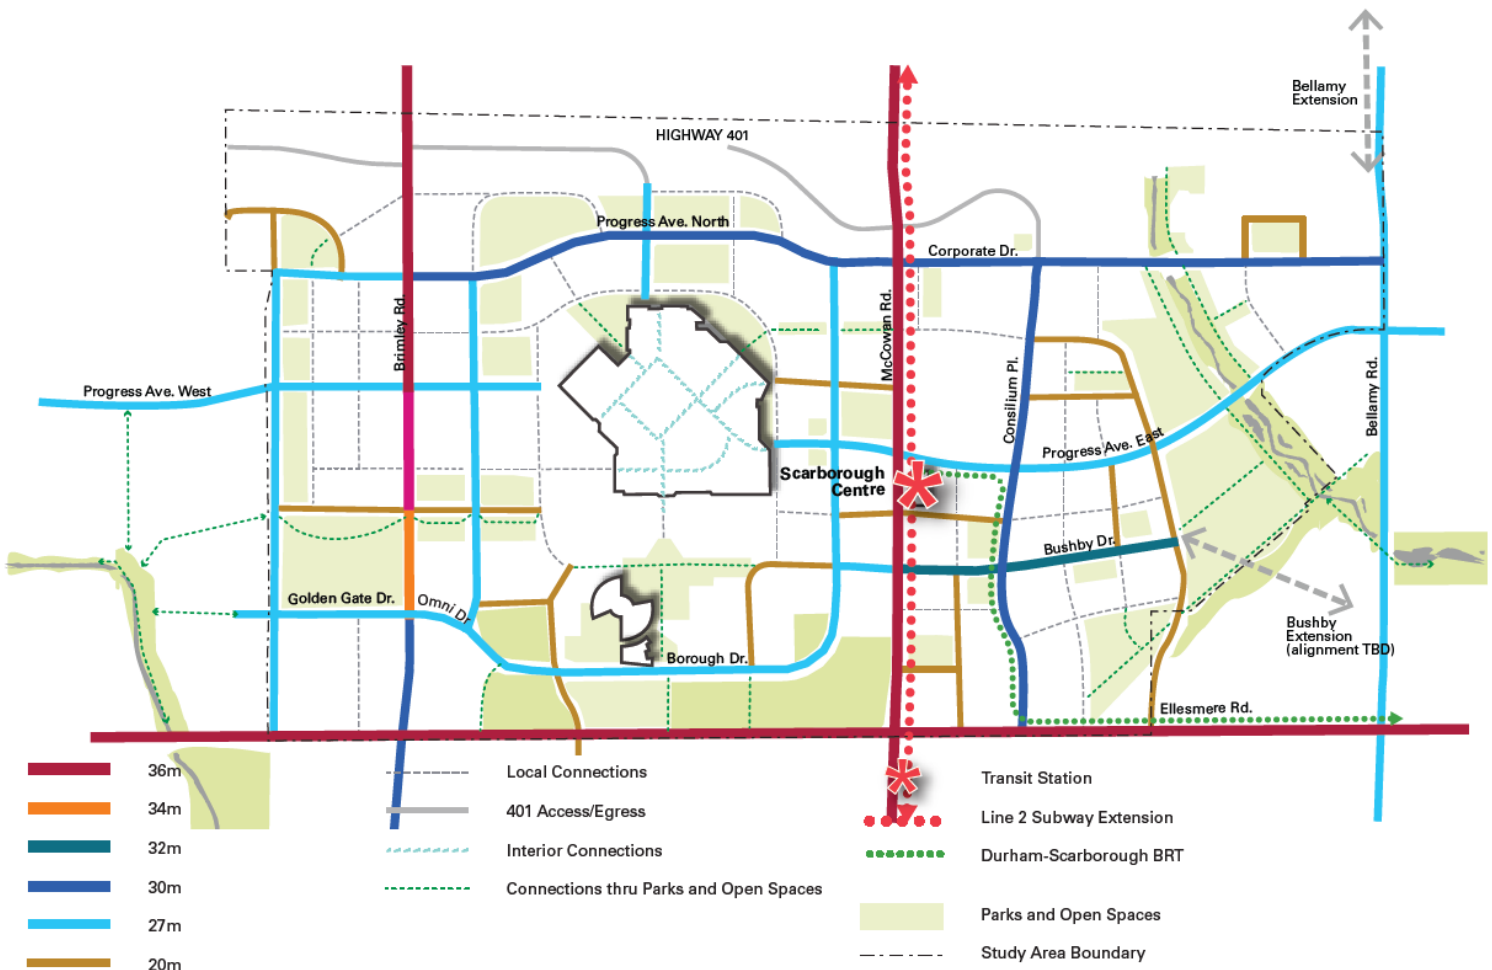 Bellamy
Extension
HIGHWAY 401
Progress Ave. North
Corporate Dr.
Brimley Rd.
McCowan Rd.
Consilium Pl.
Bellamy Rd.
Progress Ave. West
Progress Ave. East
Scarborough
Centre
Bushby Dr.
Golden Gate Dr.
Omni Dr
Borough Dr.
Bushby
Extension
(alignment TBD)
Ellesmere Rd.
36m
34m
32m
30m
27m
20m
Local Connections
401 Access/Egress
Interior Connections
Connections thru Parks and Open Spaces
Transit Station
Line 2 Subway Extension
Durham-Scarborough BRT
Parks and Open Spaces
Study Area Boundary